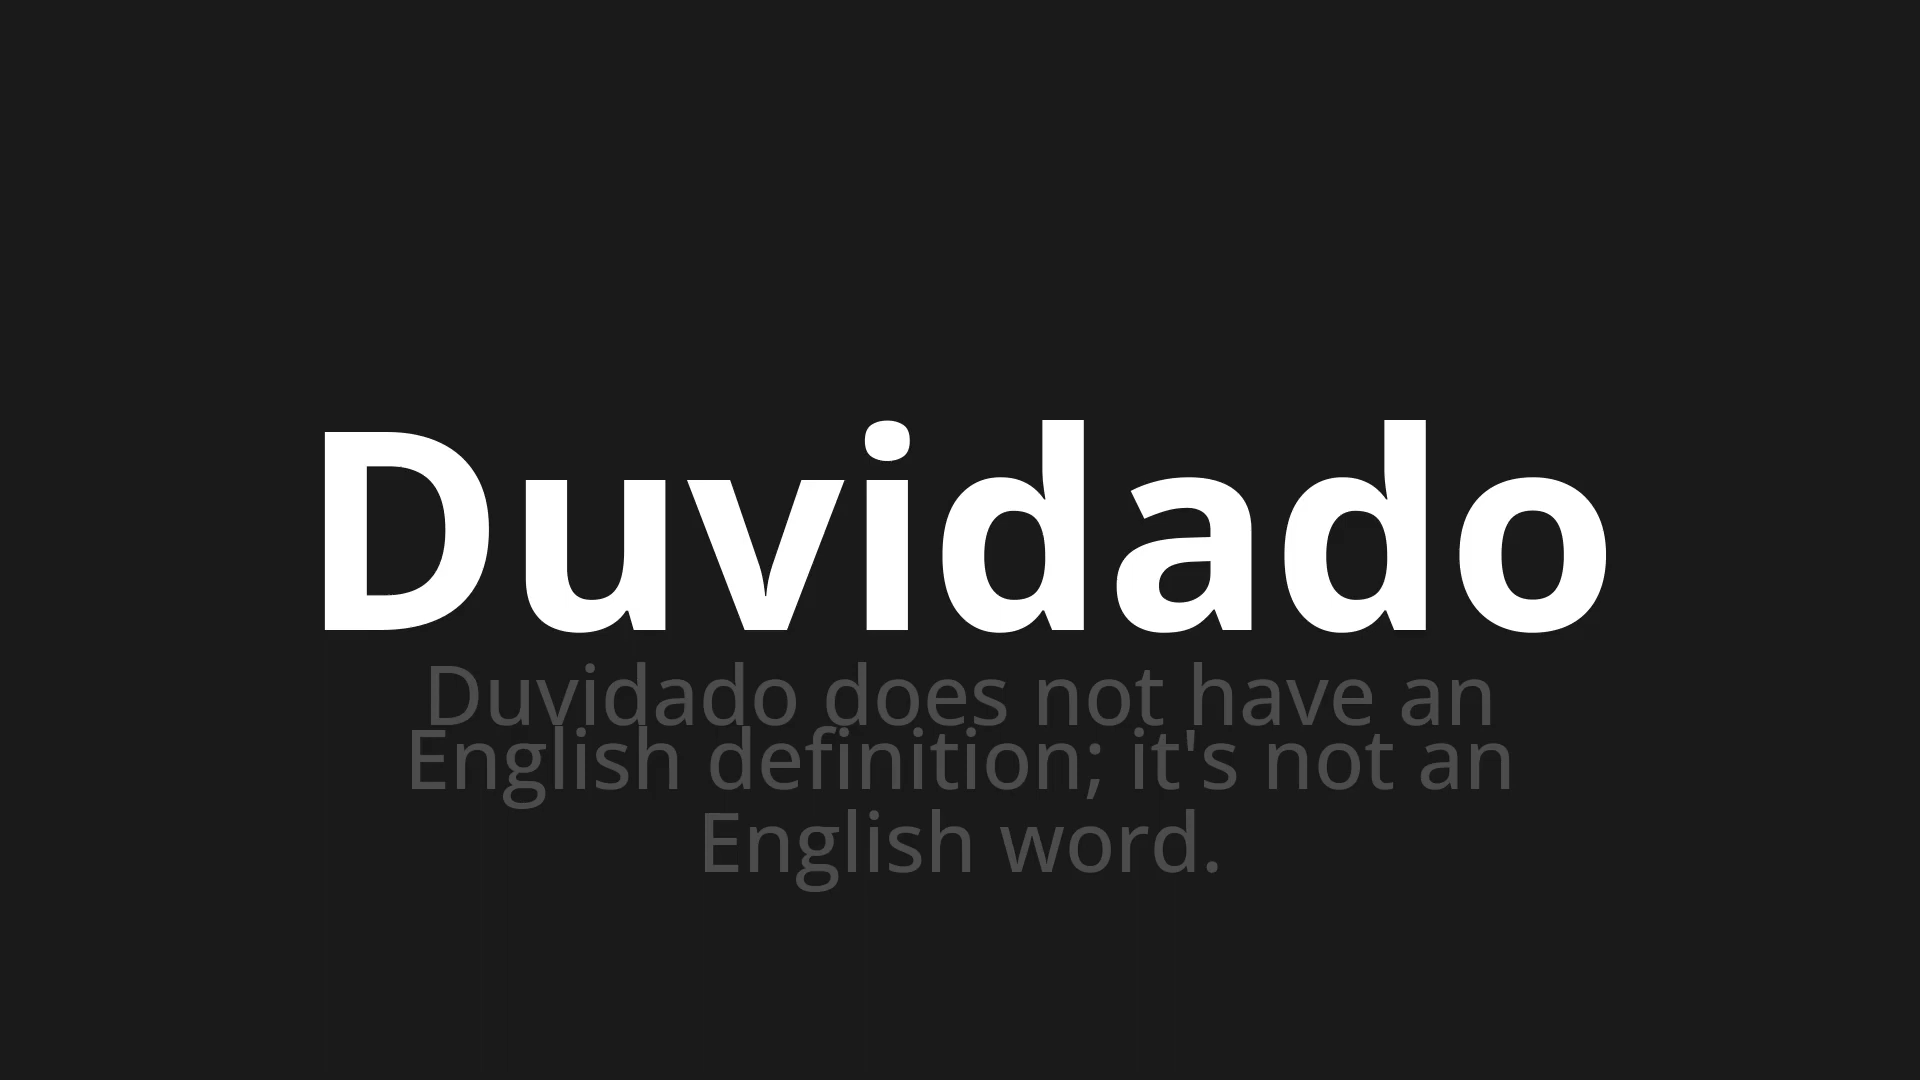 Duvidado
Duvidado does not have an
English definition; it's not an
English word.